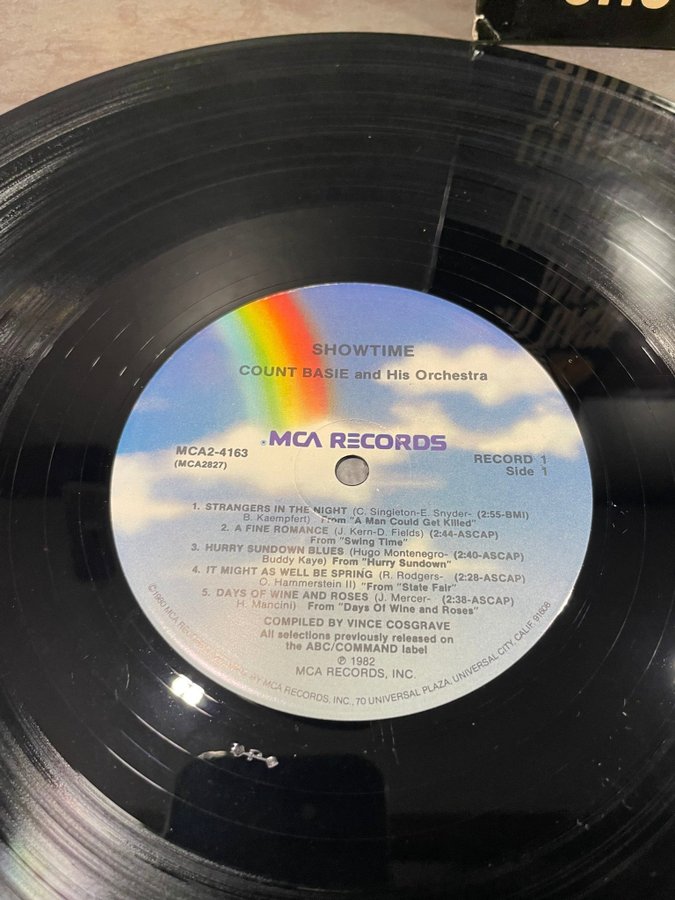 SHOWTIME
COUNT BASIE and His Orchestra
MCA RECORDS
MCA2-4163
(MCA2827)
RECORD 1
Side 1
1. STRANGERS IN THE NIGHT (C. Singleton-E. Snyder- (2:55-BMI)
B. Kaempfert) From "A Man Could Get Killed"
2. A FINE ROMANCE (J. Kern-D. Fields) (2:44-ASCAP)
From "Swing Time"
3. HURRY SUNDOWN BLUES (Hugo Montenegro- (2:40-ASCAP)
Buddy Kaye) From "Hurry Sundown"
4. IT MIGHT AS WELL BE SPRING (R. Rodgers- (2:28-ASCAP)
O. Hammerstein II) "From "State Fair"
5. DAYS OF WINE AND ROSES (J. Mercer- (2:38-ASCAP)
H. Mancini) From "Days Of Wine and Roses"
COMPILED BY VINCE COSGRAVE
All selections previously released on
the ABC/COMMAND label
℗ 1982
MCA RECORDS, INC.
©1980 MCA RECORDS, BY MCA RECORDS, INC., 70 UNIVERSAL PLAZA, UNIVERSAL CITY, CALIF. 91608